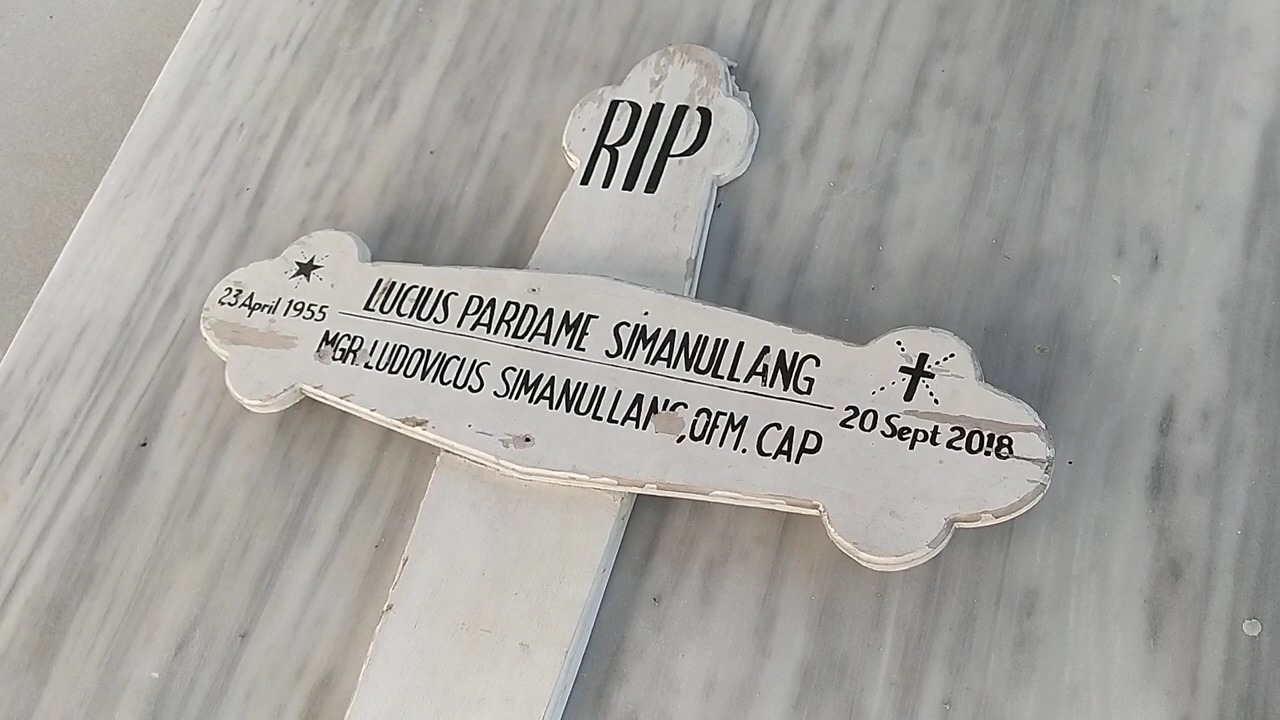 RIP
23 April 1955
LUCIUS PARDAME SIMANULLANG
MGR. LUDOVICUS SIMANULLANG, OFM. CAP
20 Sept 2018